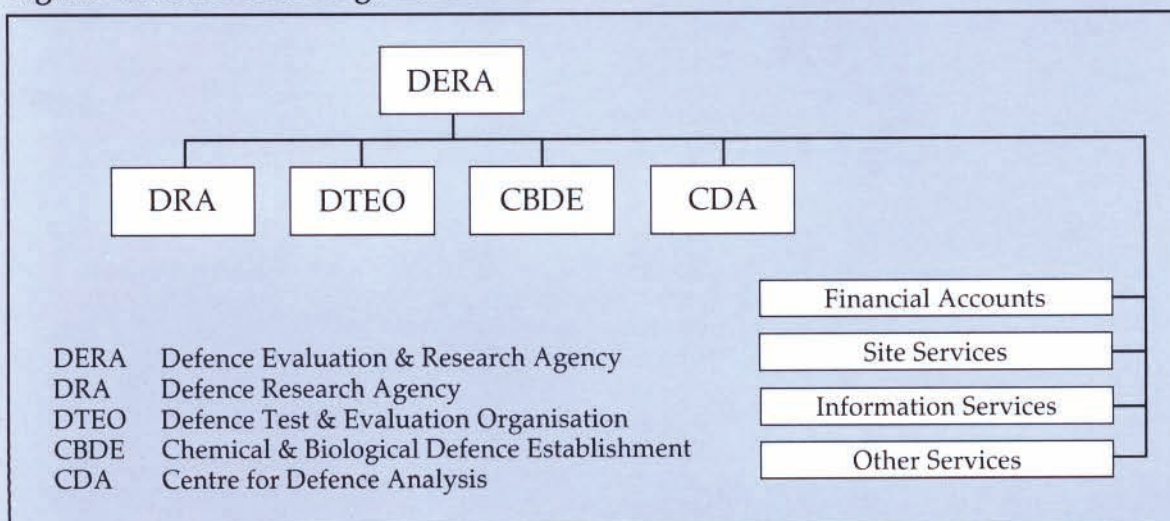 DERA
DRA DTEO CBDE CDA
Financial Accounts
Site Services
Information Services
Other Services
DERA Defence Evaluation & Research Agency
DRA Defence Research Agency
DTEO Defence Test & Evaluation Organisation
CBDE Chemical & Biological Defence Establishment
CDA Centre for Defence Analysis